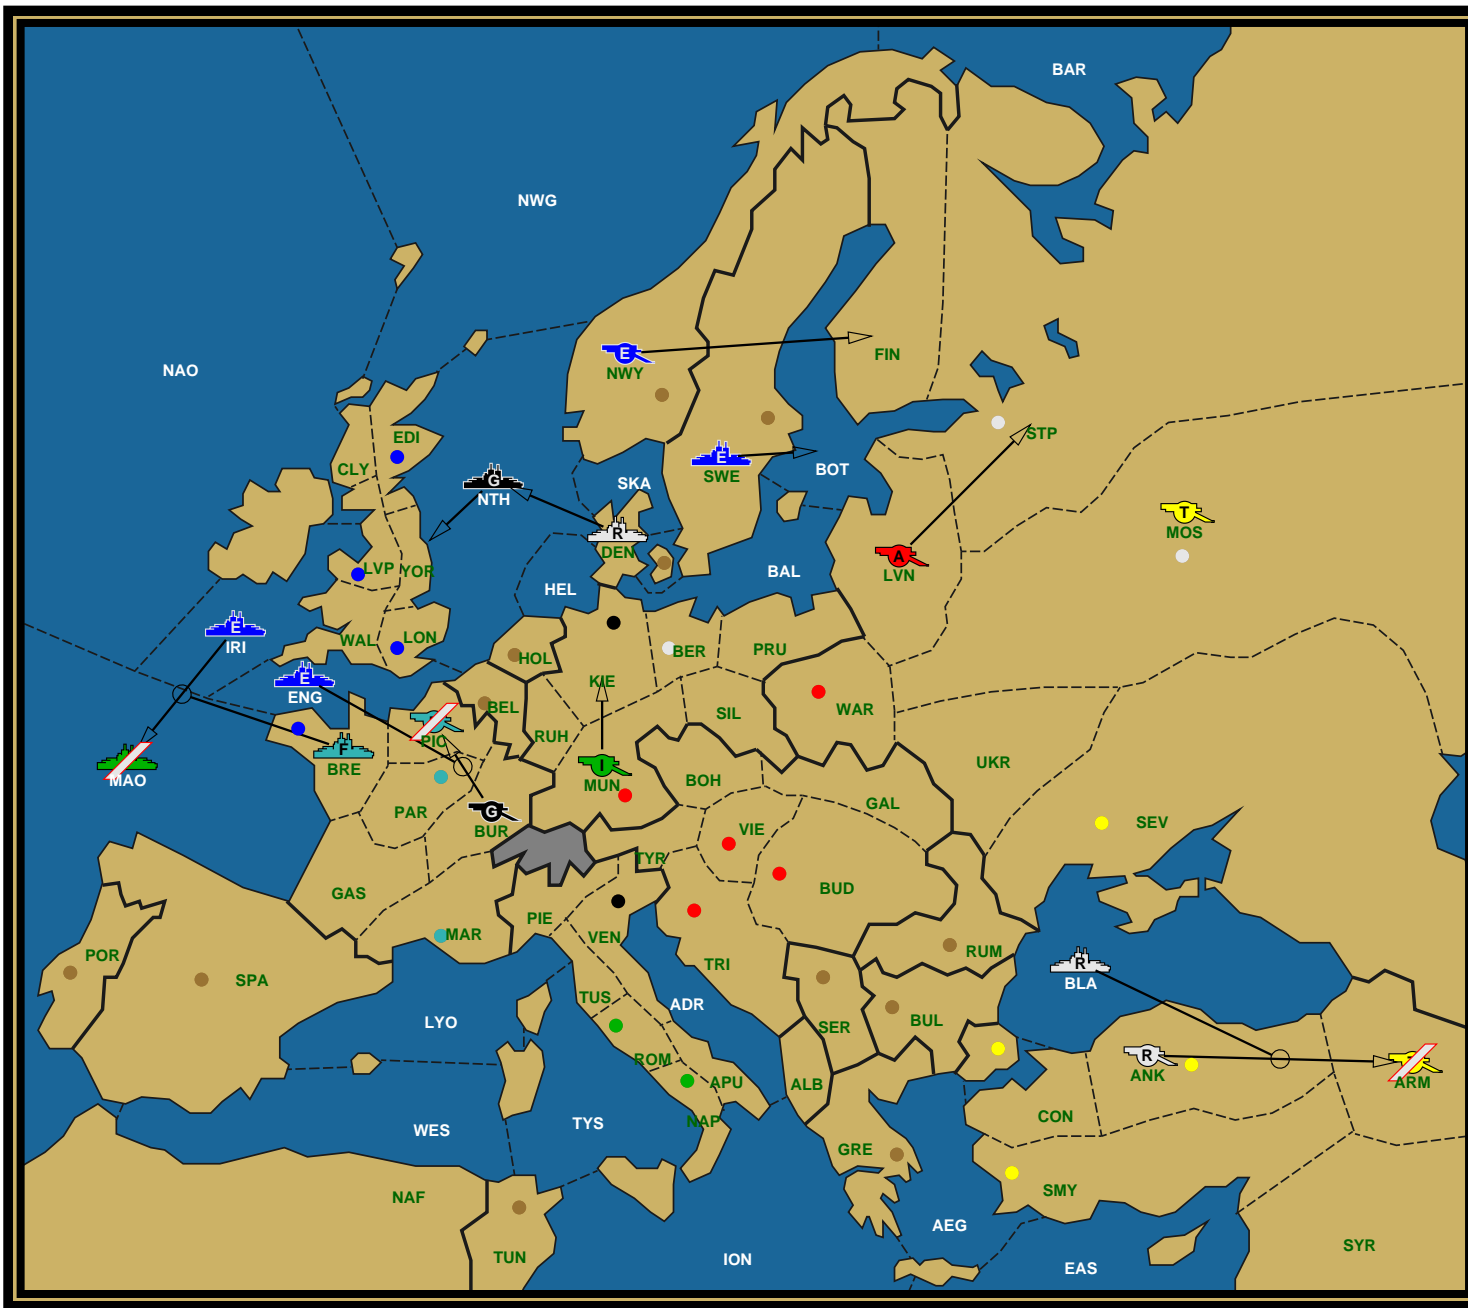 BAR
NWG
NAO
E
NWY
FIN
EDI
STP
CLY
SKA
BOT
E
SWE
G
NTH
T
MOS
R
DEN
A
LVN
LVP
YOR
HEL
BAL
E
IRI
WAL
LON
HOL
BER
PRU
E
ENG
KIE
BEL
SIL
WAR
PIC
RUH
F
BRE
MAO
I
MUN
BOH
UKR
GAL
G
BUR
PAR
VIE
SEV
TYR
BUD
GAS
PIE
VEN
MAR
RUM
POR
SPA
TRI
R
BLA
TUS
ADR
LYO
SER
BUL
ROM
APU
ALB
R
ANK
ARM
NAP
CON
WES
TYS
GRE
SMY
NAF
AEG
TUN
ION
EAS
SYR